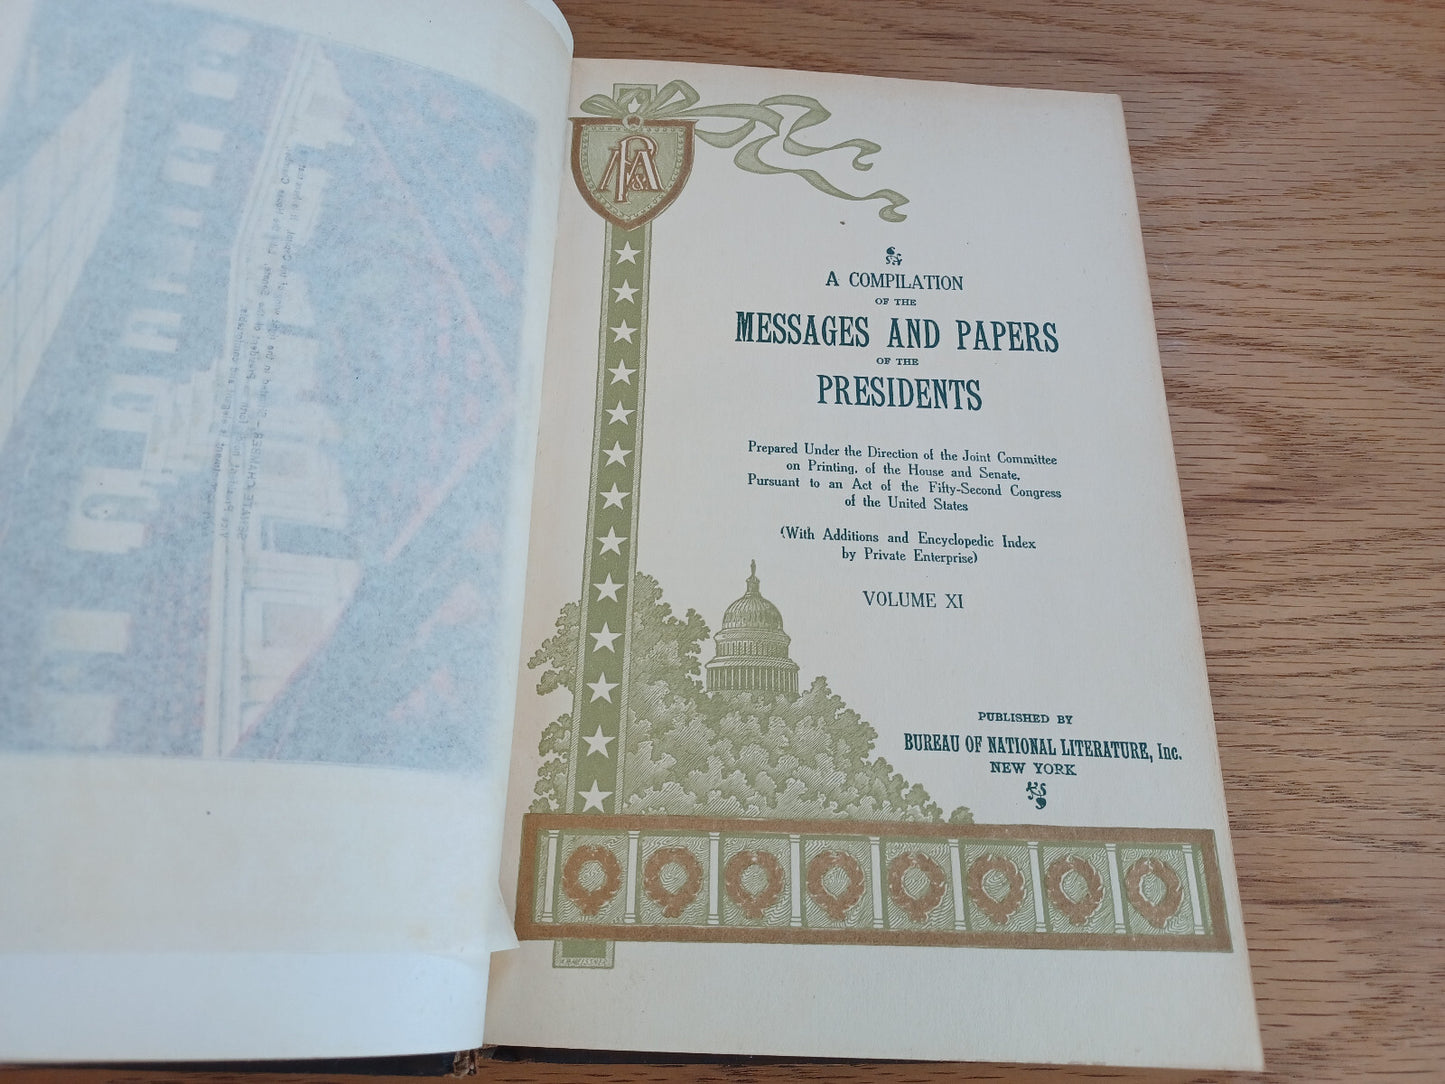 SENATE CHAMBER
A COMPILATION
OF THE
MESSAGES AND PAPERS
OF THE
PRESIDENTS
Prepared Under the Direction of the Joint Committee
on Printing, of the House and Senate,
Pursuant to an Act of the Fifty-Second Congress
of the United States
(With Additions and Encyclopedic Index
by Private Enterprise)
VOLUME XI
PUBLISHED BY
BUREAU OF NATIONAL LITERATURE, Inc.
NEW YORK